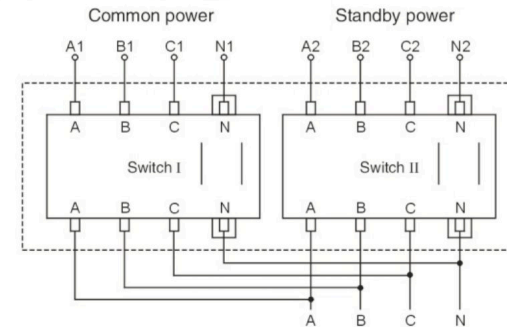 Common power Standby power
A1 B1 C1 N1 A2 B2 C2 N2
A B C N A B C N
Switch I Switch II
A B C N A B C N
A B C N